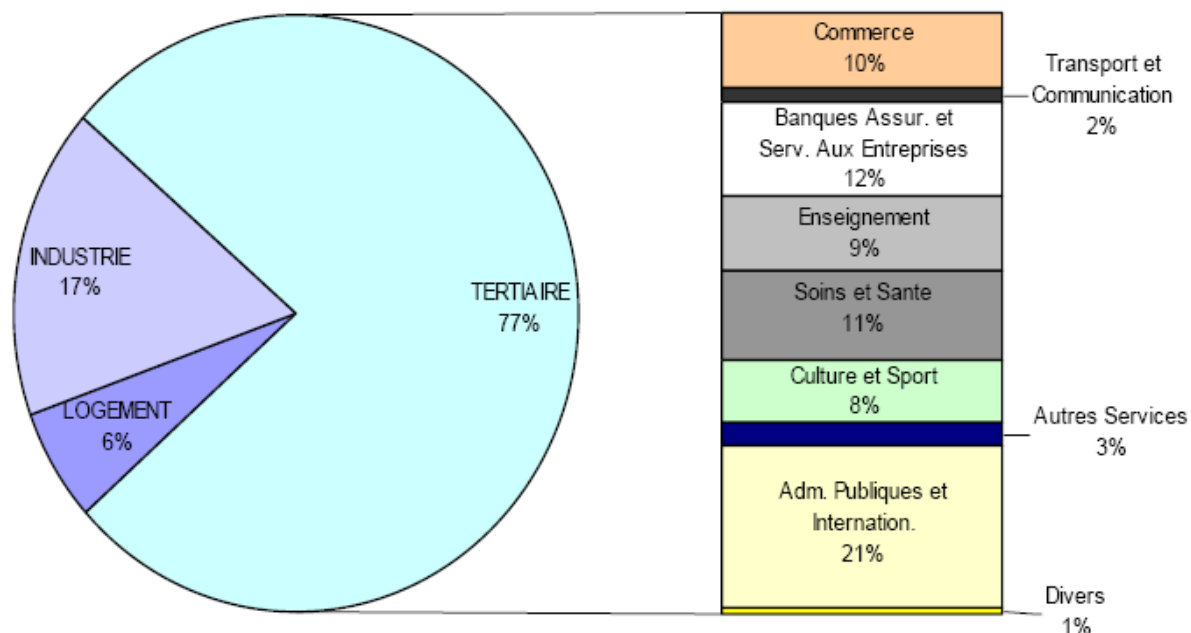 INDUSTRIE
17%
LOGEMENT
6%
TERTIAIRE
77%
Commerce
10%
Transport et
Communication
2%
Banques Assur. et
Serv. Aux Entreprises
12%
Enseignement
9%
Soins et Sante
11%
Culture et Sport
8%
Autres Services
3%
Adm. Publiques et
Internation.
21%
Divers
1%